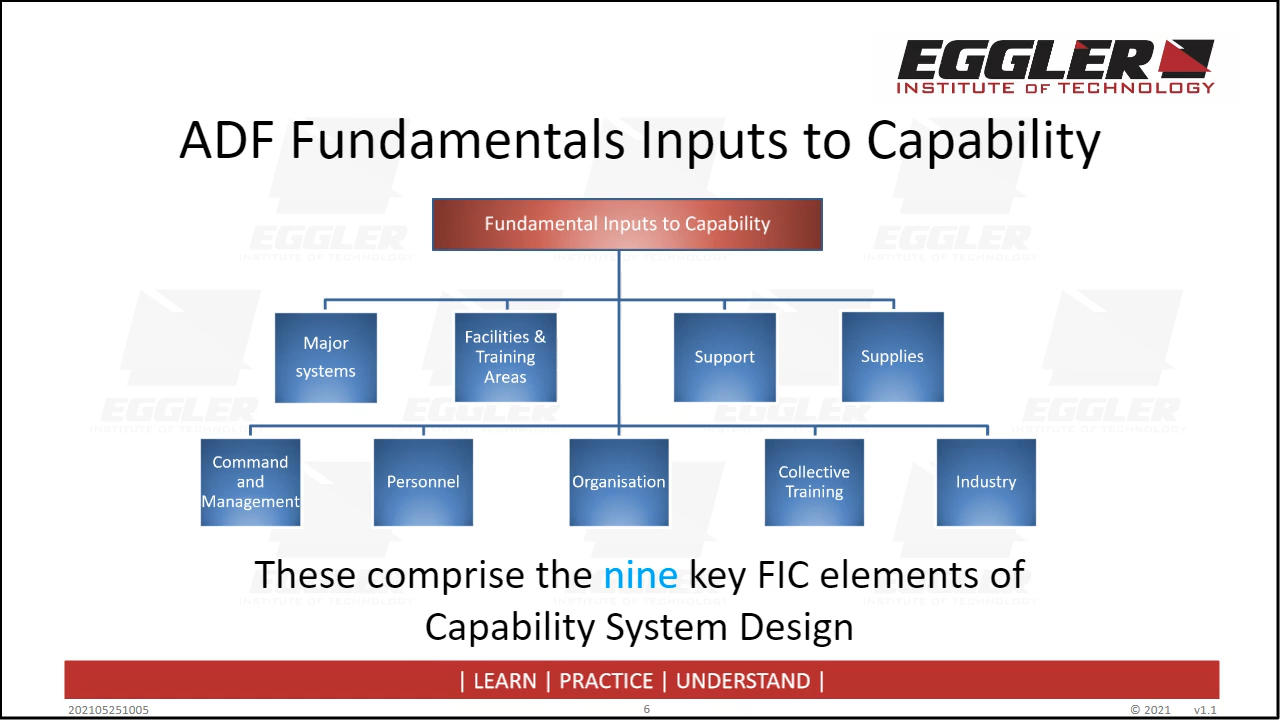 EGGLER
INSTITUTE OF TECHNOLOGY
ADF Fundamentals Inputs to Capability
Fundamental Inputs to Capability
Major
systems
Facilities &
Training
Areas
Support
Supplies
Command
and
Management
Personnel
Organisation
Collective
Training
Industry
These comprise the nine key FIC elements of
Capability System Design
| LEARN | PRACTICE | UNDERSTAND |
202105251005
6
© 2021 v1.1